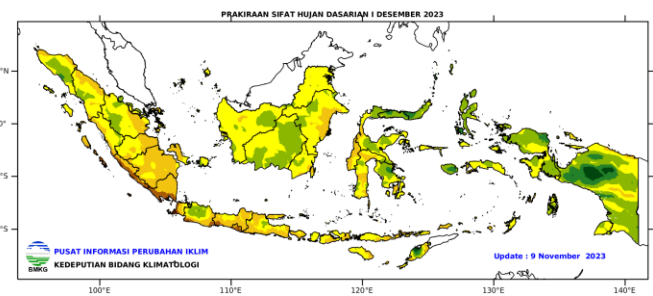 PRAKIRAAN SIFAT HUJAN DASARIAN I DESEMBER 2023
°N
0°
°S
°S
PUSAT INFORMASI PERUBAHAN IKLIM
KEDEPUTIAN BIDANG KLIMATOLOGI
BMKG
Update : 9 November 2023
100°E
110°E
120°E
130°E
140°E